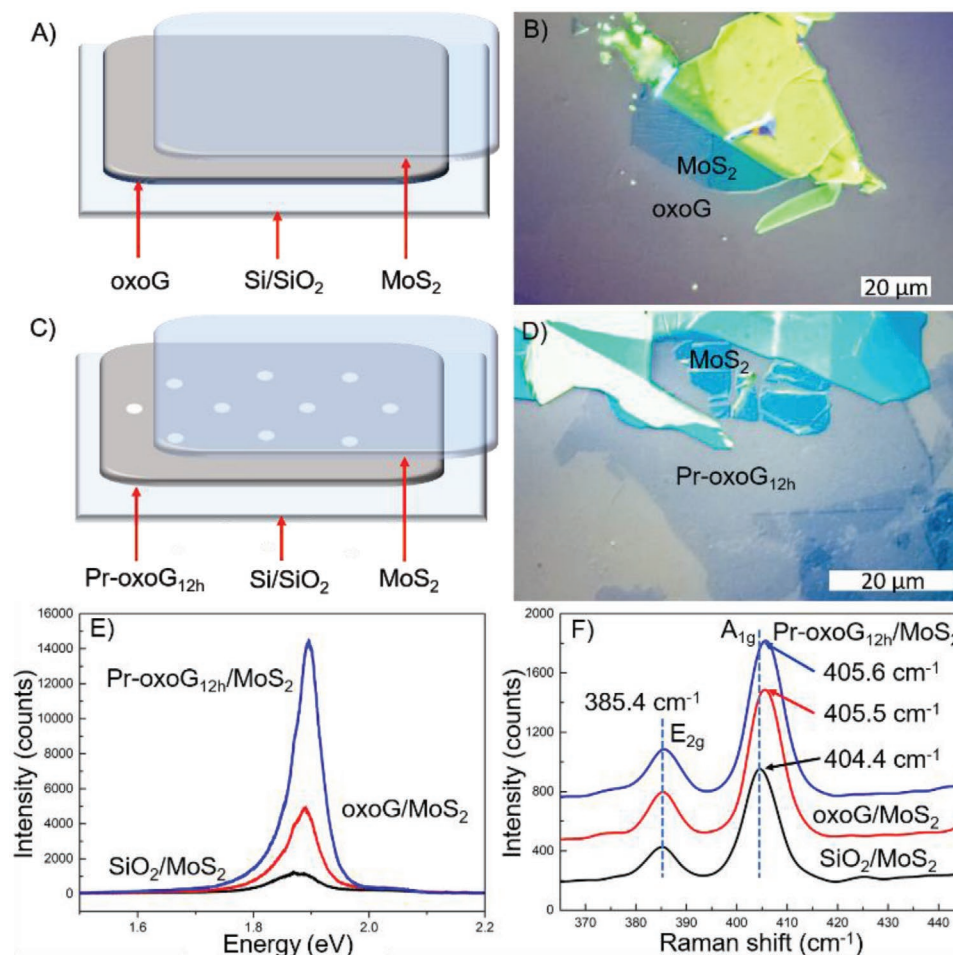 A)
oxoG
Si/SiO₂
MoS₂
B)
MoS₂
oxoG
20 µm
C)
Pr-oxoG₁₂ₕ
Si/SiO₂
MoS₂
D)
MoS₂
Pr-oxoG₁₂ₕ
20 µm
E)
16000
14000
12000
10000
8000
6000
4000
2000
0
Intensity (counts)
Pr-oxoG₁₂ₕ/MoS₂
oxoG/MoS₂
SiO₂/MoS₂
1.6
1.8
2.0
2.2
Energy (eV)
F)
2000
1600
1200
800
400
0
Intensity (counts)
A₁g
Pr-oxoG₁₂ₕ/MoS₂
405.6 cm⁻¹
385.4 cm⁻¹
405.5 cm⁻¹
E₂g
404.4 cm⁻¹
oxoG/MoS₂
SiO₂/MoS₂
370
380
390
400
410
420
430
440
Raman shift (cm⁻¹)